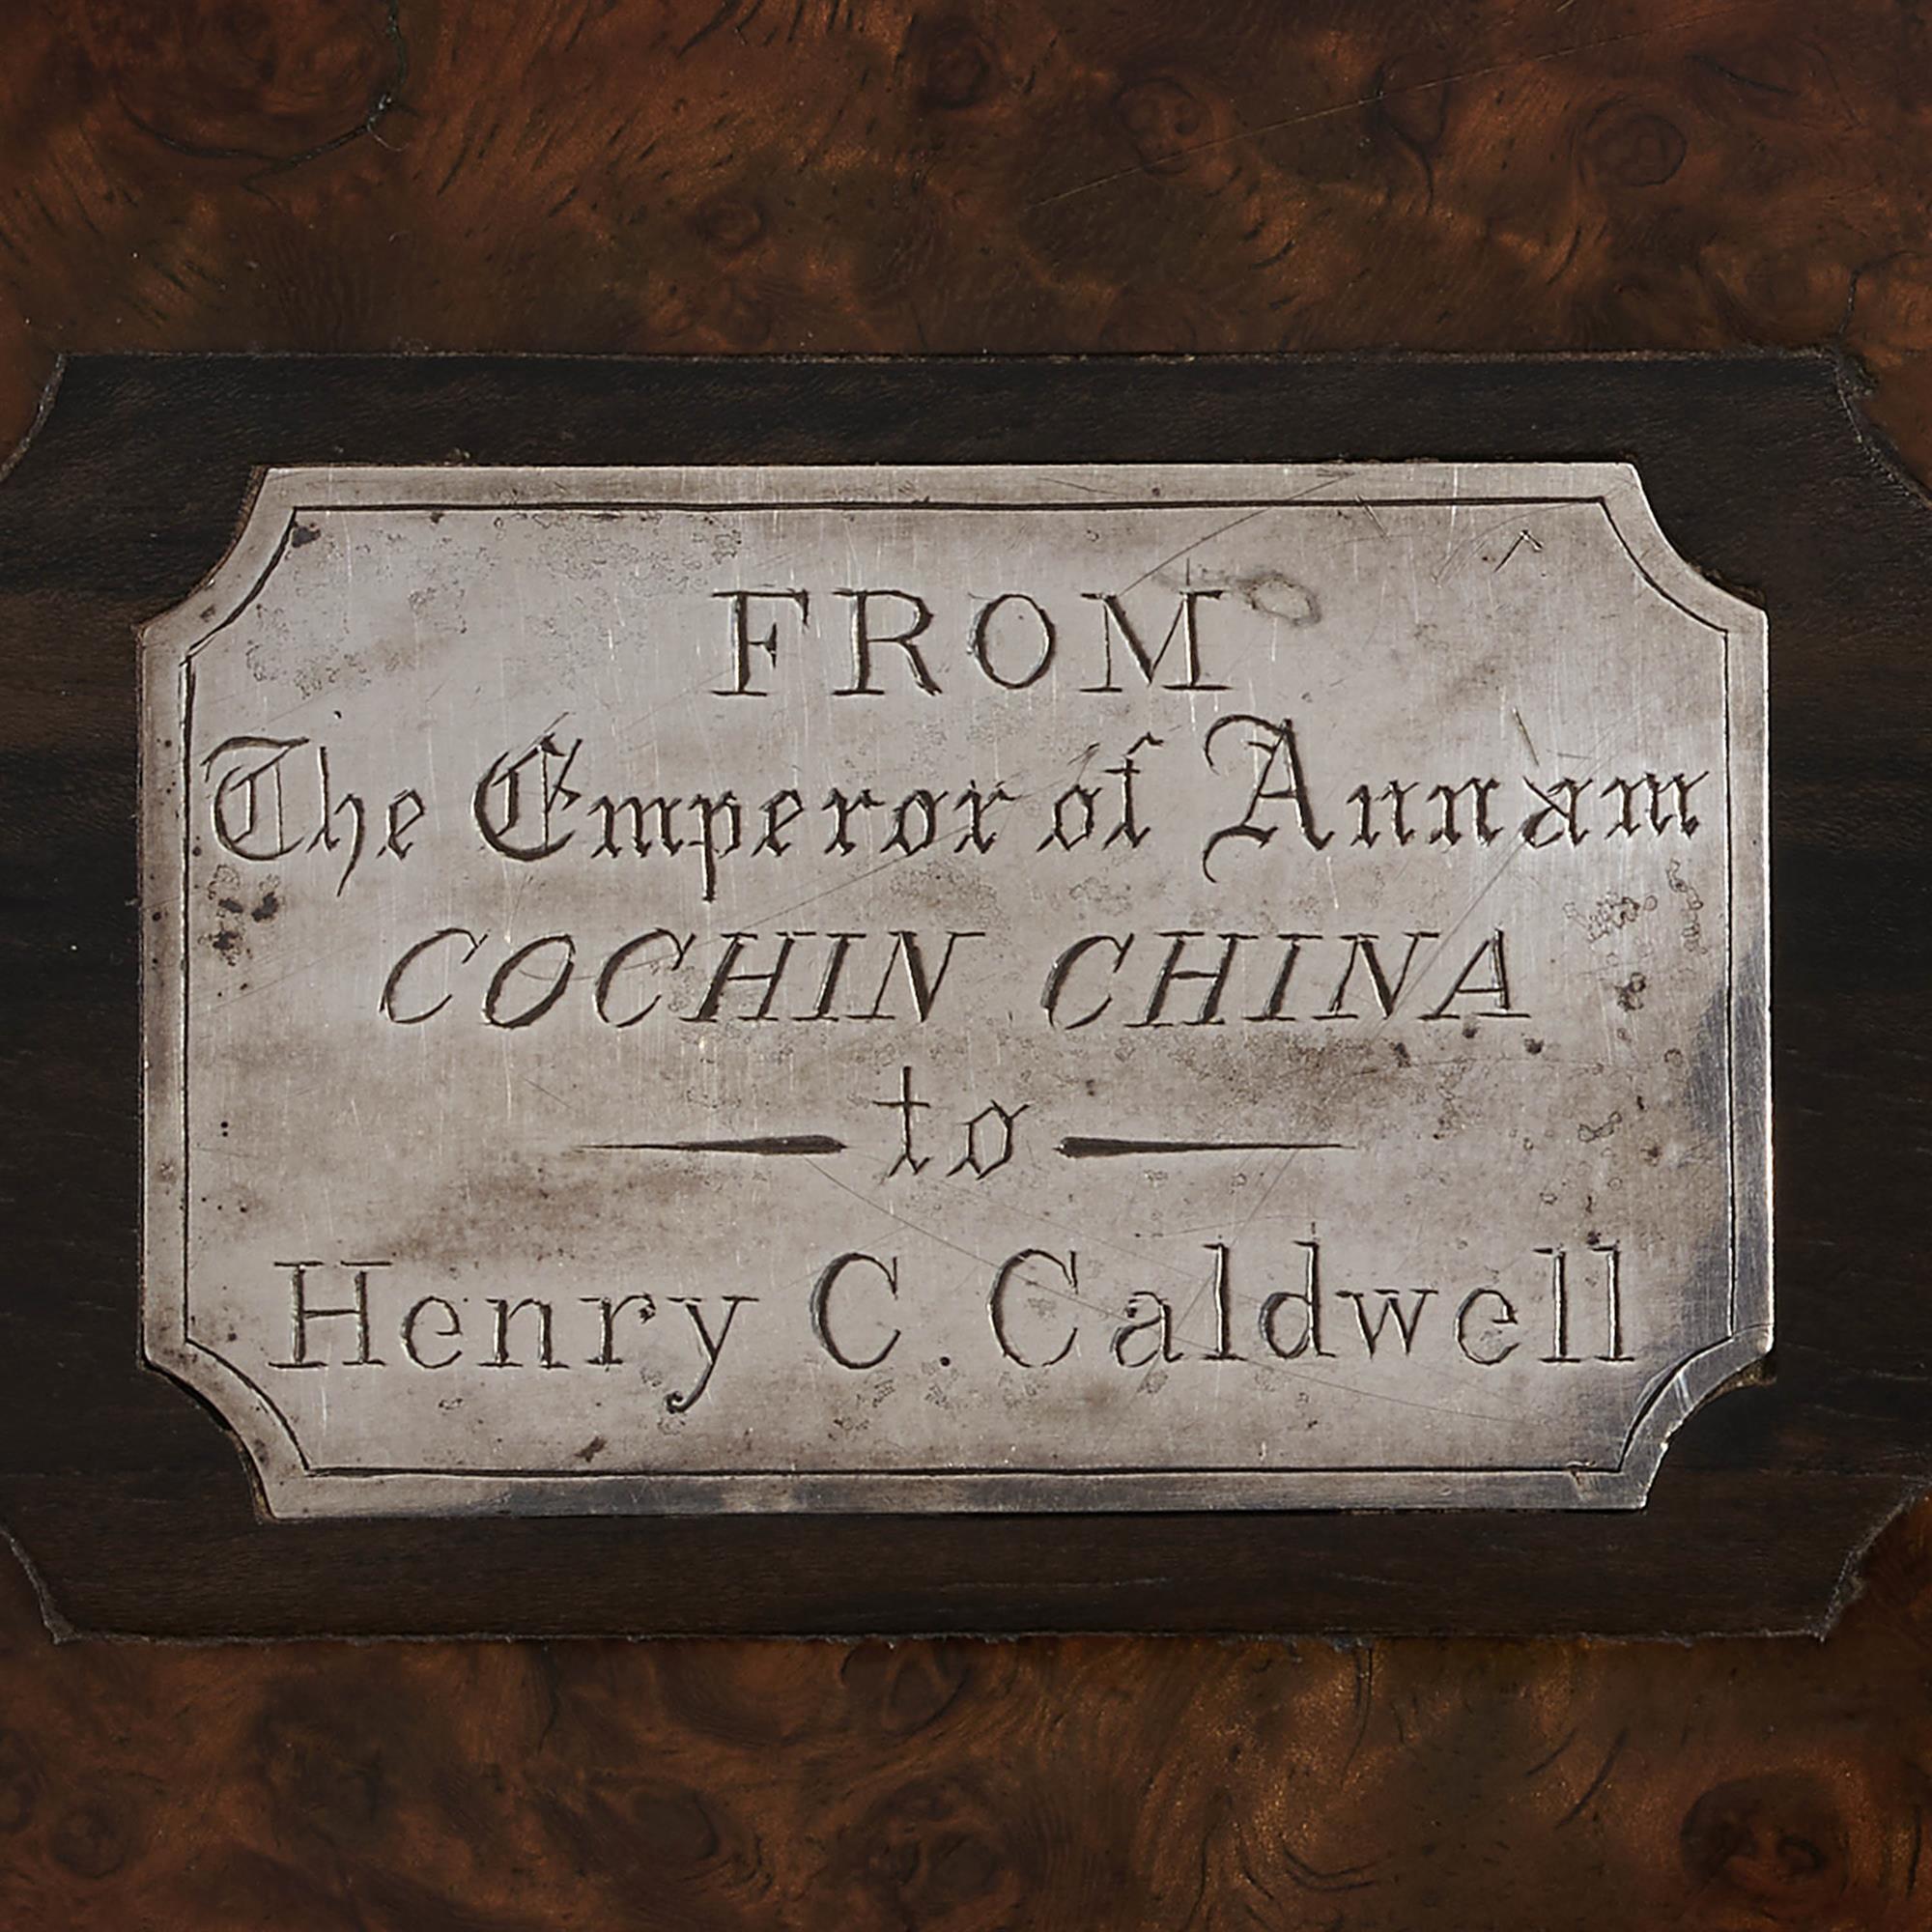 FROM
The Emperor of Annam
COCHIN CHINA
to
Henry C. Caldwell